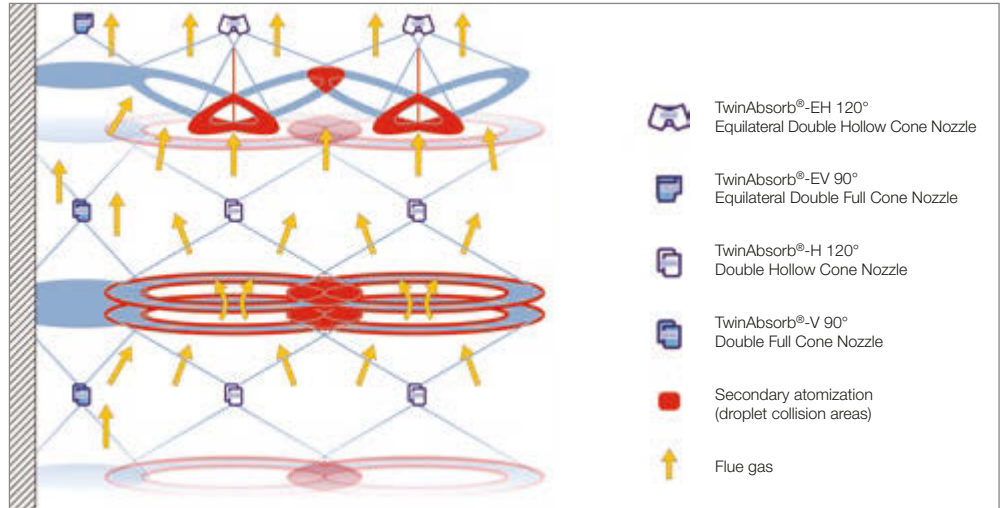 TwinAbsorb®-EH 120°
Equilateral Double Hollow Cone Nozzle
TwinAbsorb®-EV 90°
Equilateral Double Full Cone Nozzle
TwinAbsorb®-H 120°
Double Hollow Cone Nozzle
TwinAbsorb®-V 90°
Double Full Cone Nozzle
Secondary atomization
(droplet collision areas)
Flue gas